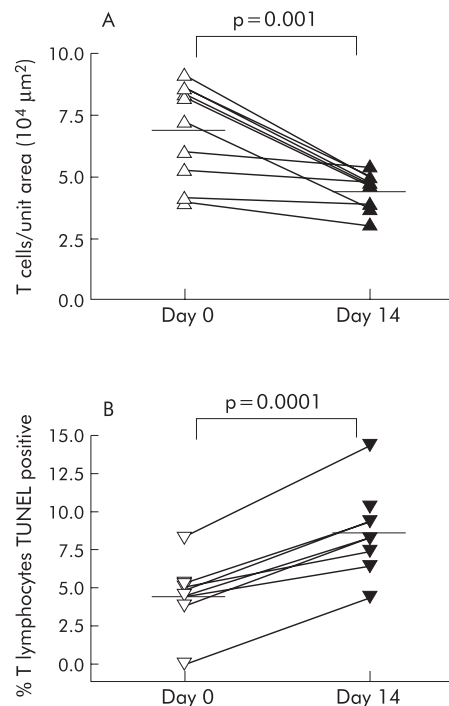 A
p=0.001
T cells/unit area (10⁴ μm²)
10.0
7.5
5.0
2.5
0.0
Day 0 Day 14
B
p=0.0001
% T lymphocytes TUNEL positive
15.0
12.5
10.0
7.5
5.0
2.5
0.0
Day 0 Day 14